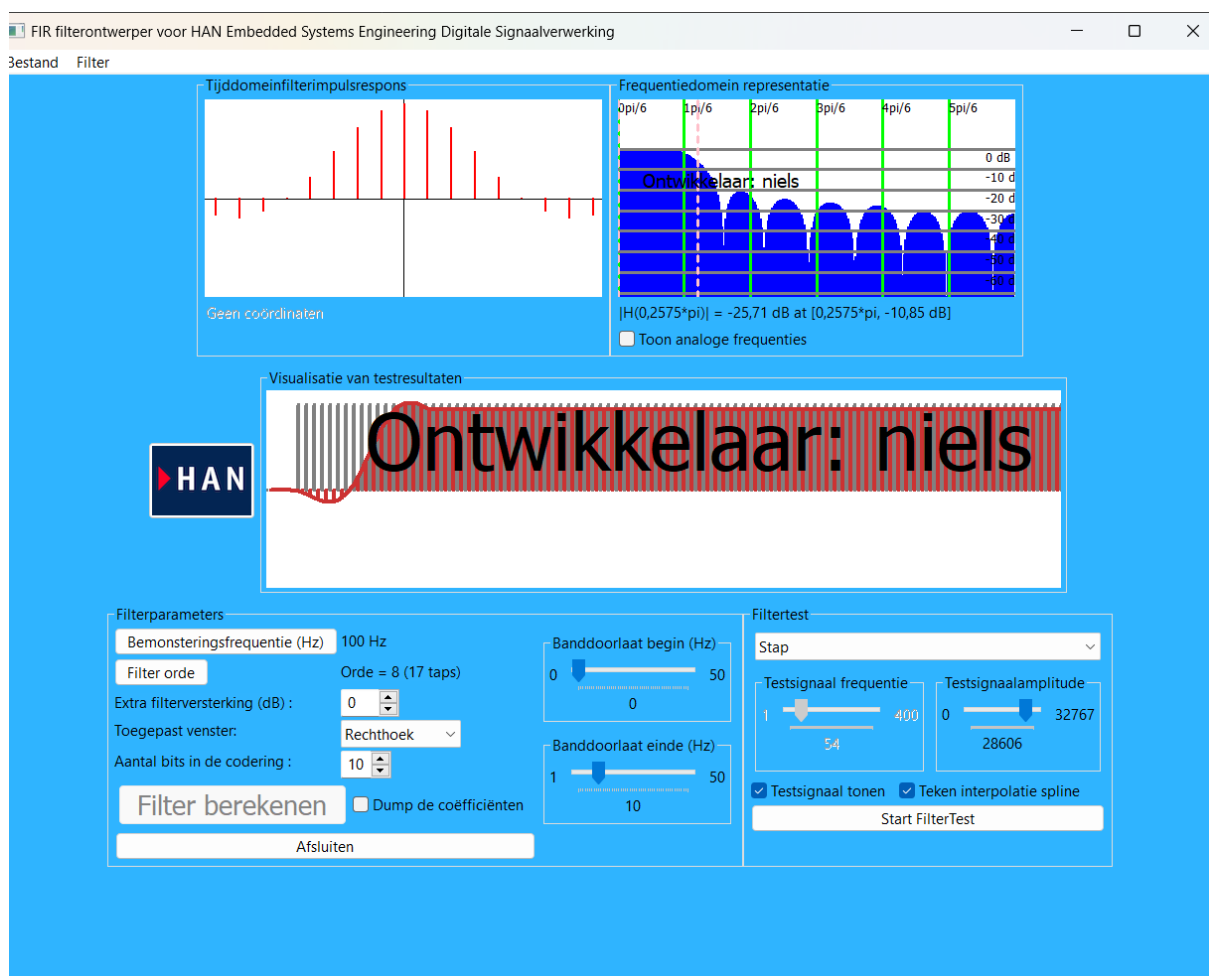 FIR filterontwerper voor HAN Embedded Systems Engineering Digitale Signaalverwerking
Bestand Filter
Tijddomeinfilterimpulsrespons
Geen coördinaten
Frequentiedomein representatie
0pi/6 1pi/6 2pi/6 3pi/6 4pi/6 5pi/6
0 dB
-10 d
Ontwikkelaar: niels
-20 d
-30 d
-40 d
-50 d
-60 d
|H(0,2575*pi)| = -25,71 dB at [0,2575*pi, -10,85 dB]
Toon analoge frequenties
Visualisatie van testresultaten
Ontwikkelaar: niels
HAN
Filterparameters
Bemonsteringsfrequentie (Hz) 100 Hz
Filter orde Orde = 8 (17 taps)
Extra filterversterking (dB) : 0
Toegepast venster: Rechthoek
Aantal bits in de codering : 10
Filter berekenen Dump de coëfficiënten
Afsluiten
Banddoorlaat begin (Hz)
0 50
0
Banddoorlaat einde (Hz)
1 50
10
Filtertest
Stap
Testsignaal frequentie
1 400
54
Testsignaalamplitude
0 32767
28606
Testsignaal tonen Teken interpolatie spline
Start FilterTest